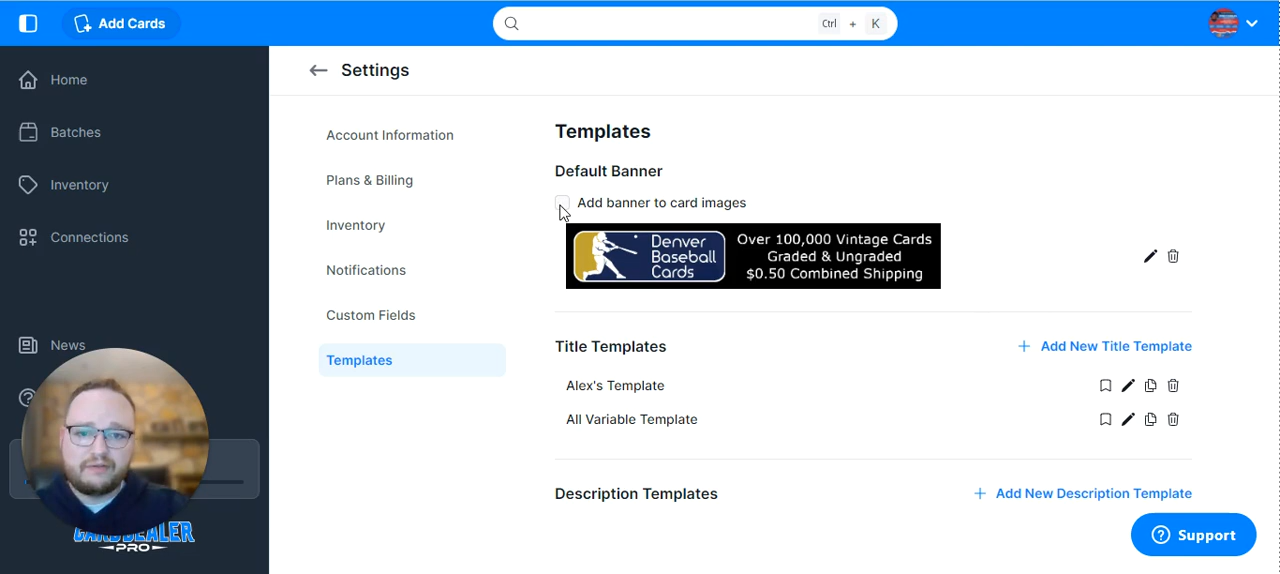 Add Cards
Ctrl + K
Home
Batches
Inventory
Connections
News
Settings
Account Information
Plans & Billing
Inventory
Notifications
Custom Fields
Templates
Templates
Default Banner
Add banner to card images
Denver
Baseball
Cards
Over 100,000 Vintage Cards
Graded & Ungraded
$0.50 Combined Shipping
Title Templates
+ Add New Title Template
Alex's Template
All Variable Template
Description Templates
+ Add New Description Template
Support
PRO